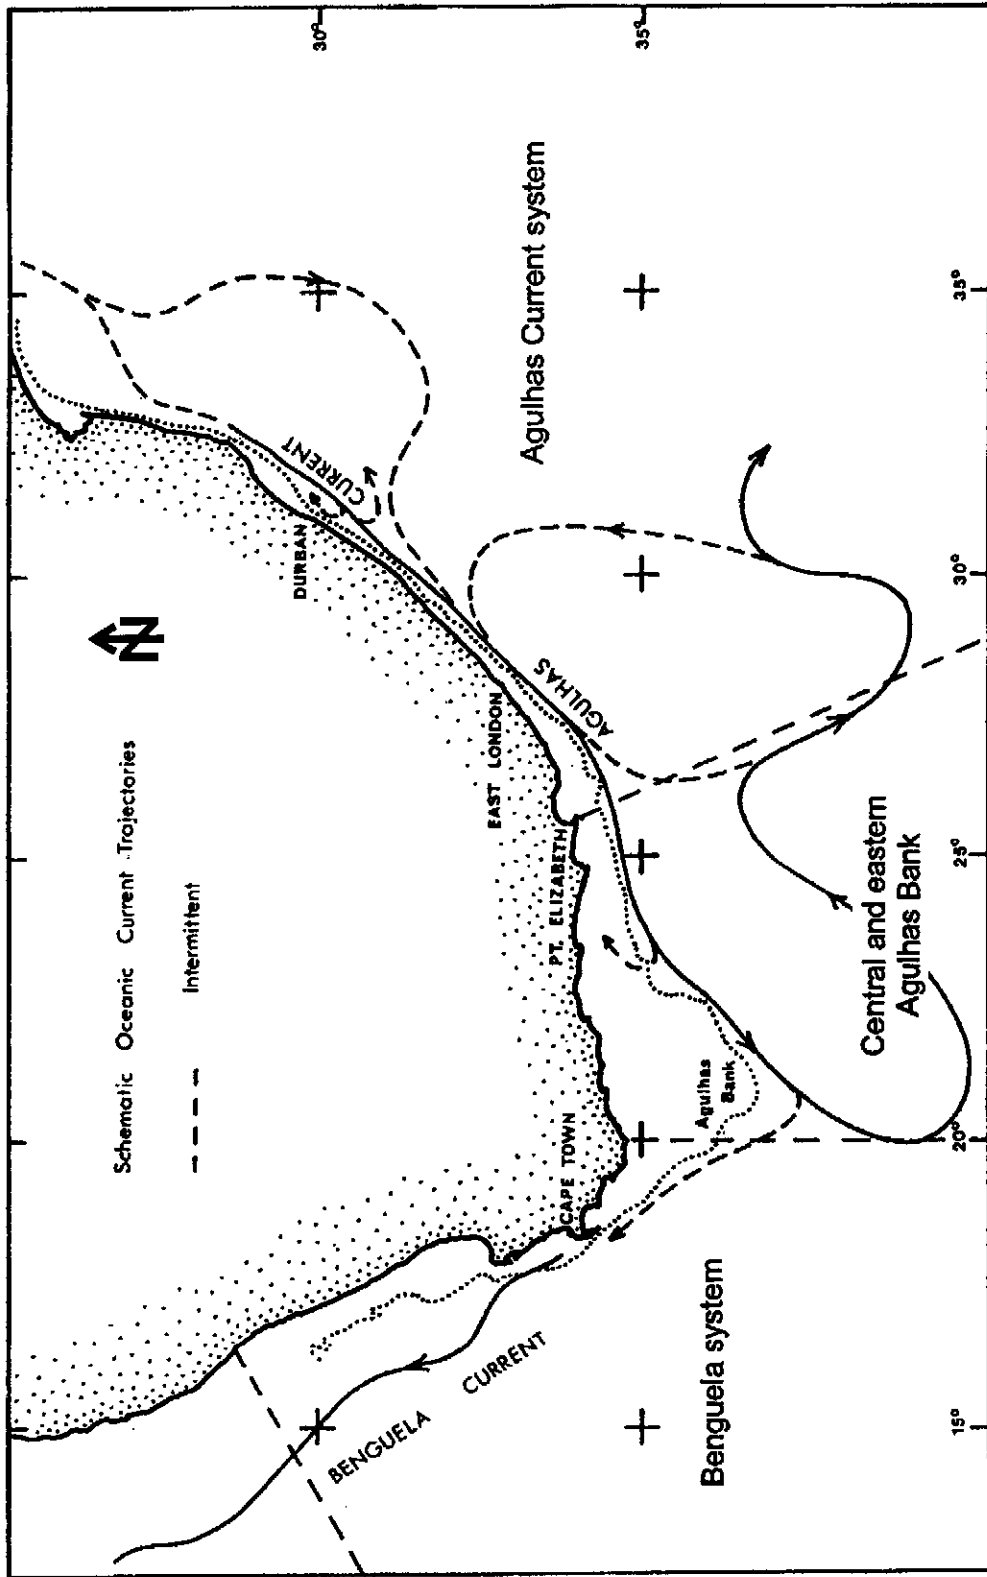 Schematic Oceanic Current Trajectories
Intermittent
N
30°
35°
DURBAN
CURRENT
Agulhas Current system
EAST LONDON
AGULHAS
PT. ELIZABETH
CAPE TOWN
Agulhas
Bank
Central and eastern
Agulhas Bank
BENGUELA CURRENT
Benguela system
15°
20°
25°
30°
35°